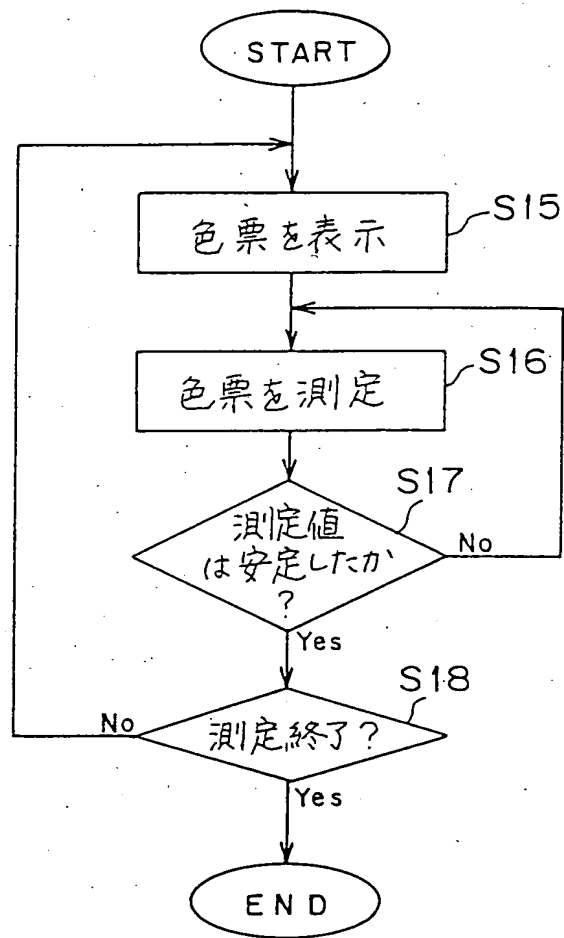 START
色票を表示
S15
色票を測定
S16
S17
測定値
は安定したか
?
No
Yes
S18
測定終了?
No
Yes
END